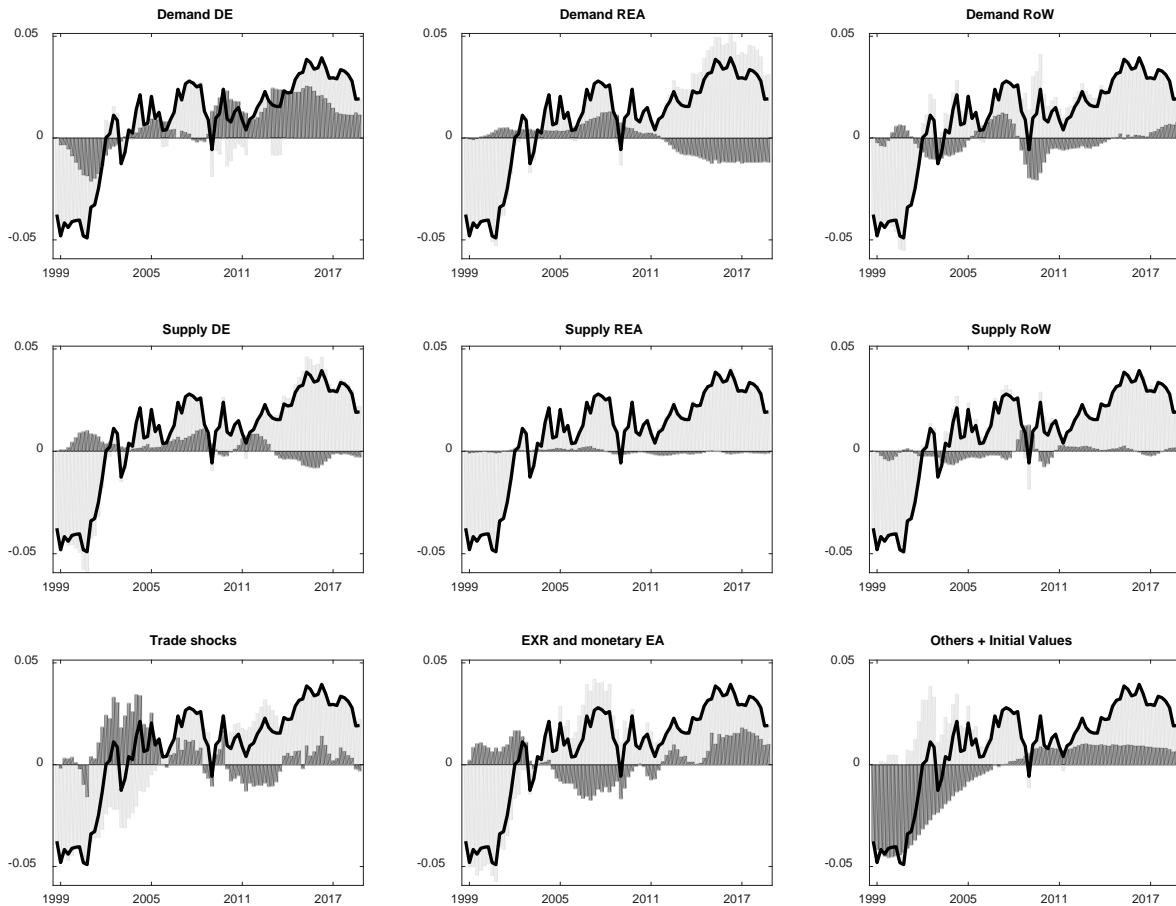 Demand DE
Demand REA
Demand RoW
0.05
0
-0.05
1999 2005 2011 2017
0.05
0
-0.05
1999 2005 2011 2017
0.05
0
-0.05
1999 2005 2011 2017
Supply DE
Supply REA
Supply RoW
0.05
0
-0.05
1999 2005 2011 2017
0.05
0
-0.05
1999 2005 2011 2017
0.05
0
-0.05
1999 2005 2011 2017
Trade shocks
EXR and monetary EA
Others + Initial Values
0.05
0
-0.05
1999 2005 2011 2017
0.05
0
-0.05
1999 2005 2011 2017
0.05
0
-0.05
1999 2005 2011 2017